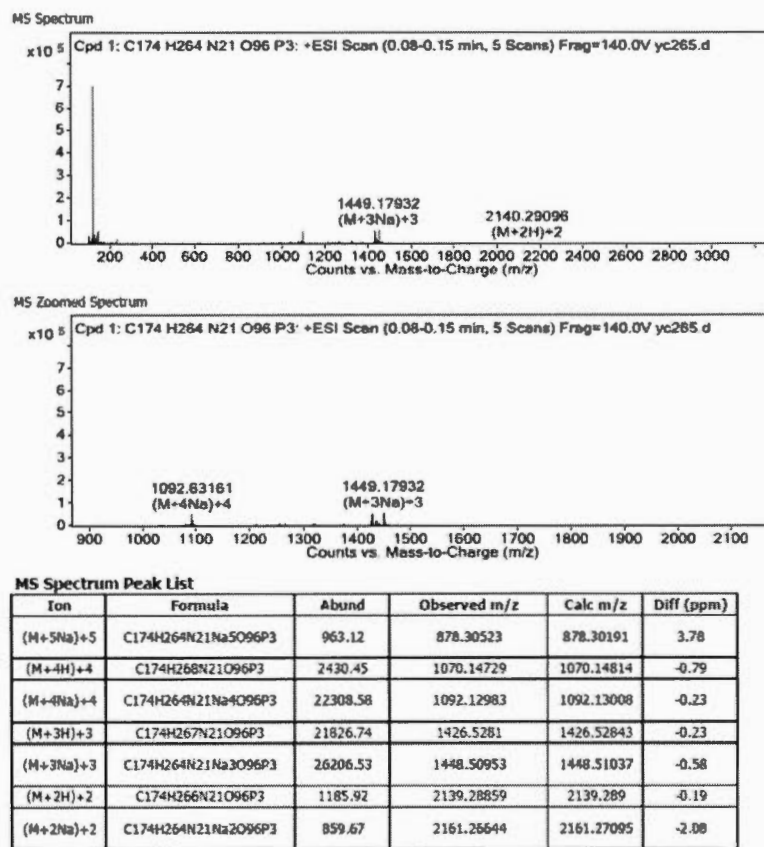 MS Spectrum
x10 5 Cpd 1: C174 H264 N21 O96 P3: +ESI Scan (0.08-0.15 min, 5 Scans) Frag=140.0V yc265.d
7
6
5
4
3
2
1
0
1449.17932
(M+3Na)+3
2140.29096
(M+2H)+2
200 400 600 800 1000 1200 1400 1600 1800 2000 2200 2400 2600 2800 3000
Counts vs. Mass-to-Charge (m/z)
MS Zoomed Spectrum
x10 5 Cpd 1: C174 H264 N21 O96 P3: +ESI Scan (0.08-0.15 min, 5 Scans) Frag=140.0V yc265.d
7
6
5
4
3
2
1
0
1092.63161
(M+4Na)+4
1449.17932
(M+3Na)+3
900 1000 1100 1200 1300 1400 1500 1600 1700 1800 1900 2000 2100
Counts vs. Mass-to-Charge (m/z)
MS Spectrum Peak List
Ion Formula Abund Observed m/z Calc m/z Diff (ppm)
(M+5Na)+5 C174H264N21Na5O96P3 963.12 878.30523 878.30191 3.78
(M+4H)+4 C174H268N21O96P3 2430.45 1070.14729 1070.14814 -0.79
(M+4Na)+4 C174H264N21Na4O96P3 22308.58 1092.12983 1092.13008 -0.23
(M+3H)+3 C174H267N21O96P3 21826.74 1426.5281 1426.52843 -0.23
(M+3Na)+3 C174H264N21Na3O96P3 26206.53 1448.50953 1448.51037 -0.58
(M+2H)+2 C174H266N21O96P3 1185.92 2139.28859 2139.289 -0.19
(M+2Na)+2 C174H264N21Na2O96P3 859.67 2161.26644 2161.27095 -2.08